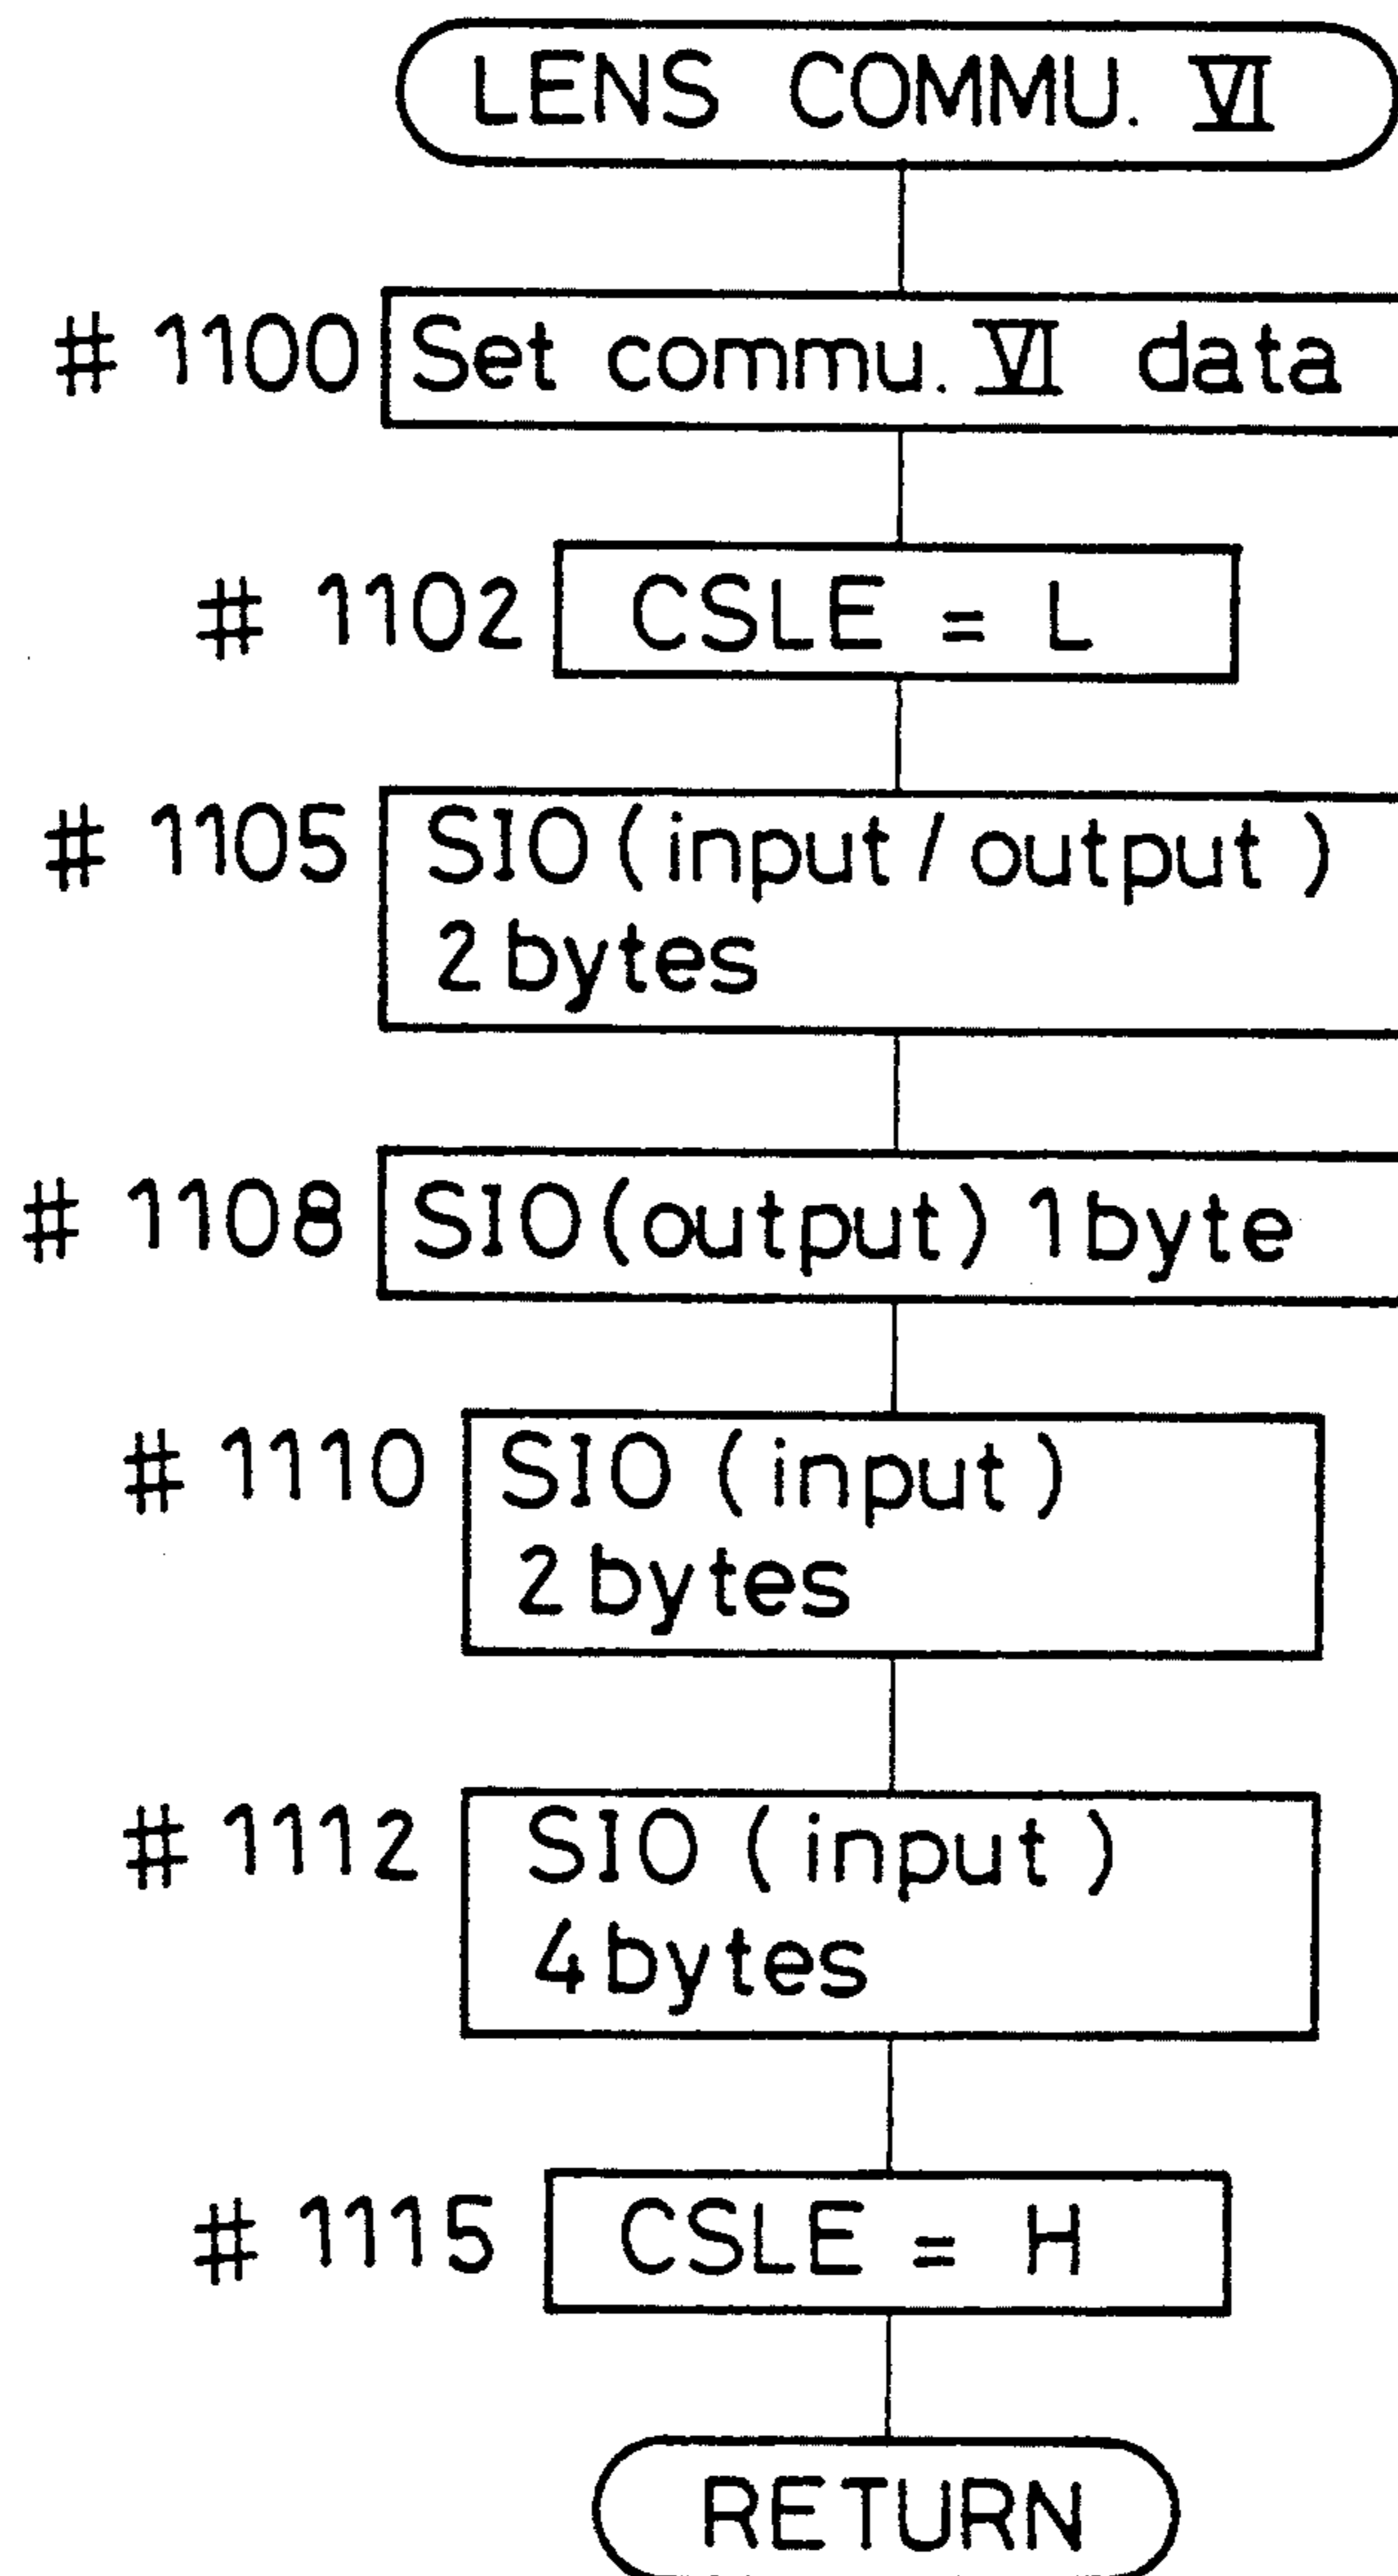 LENS COMMU. VI
# 1100 Set commu. VI data
# 1102 CSLE = L
# 1105 SIO (input / output)
2 bytes
# 1108 SIO (output) 1 byte
# 1110 SIO (input)
2 bytes
# 1112 SIO (input)
4 bytes
# 1115 CSLE = H
RETURN